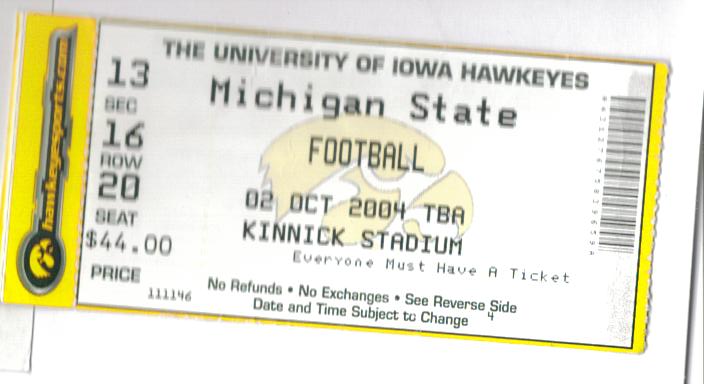 hawkeyesports.com
THE UNIVERSITY OF IOWA HAWKEYES
13
SEC
16
ROW
20
SEAT
$44.00
PRICE
111146
Michigan State
FOOTBALL
02 OCT 2004 TBA
KINNICK STADIUM
Everyone Must Have A Ticket
No Refunds • No Exchanges • See Reverse Side
Date and Time Subject to Change 4